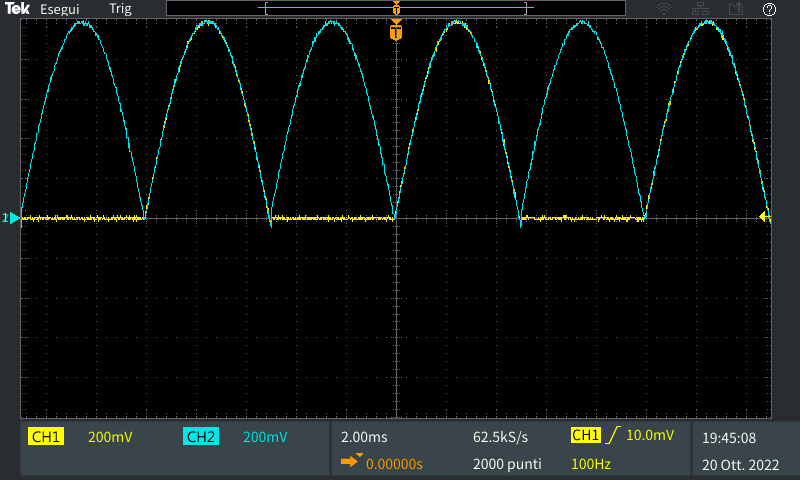 Tek Esegui Trig
T
?
T
1
CH1 200mV CH2 200mV 2.00ms 62.5kS/s CH1 10.0mV 19:45:08
0.00000s 2000 punti 100Hz 20 Ott. 2022